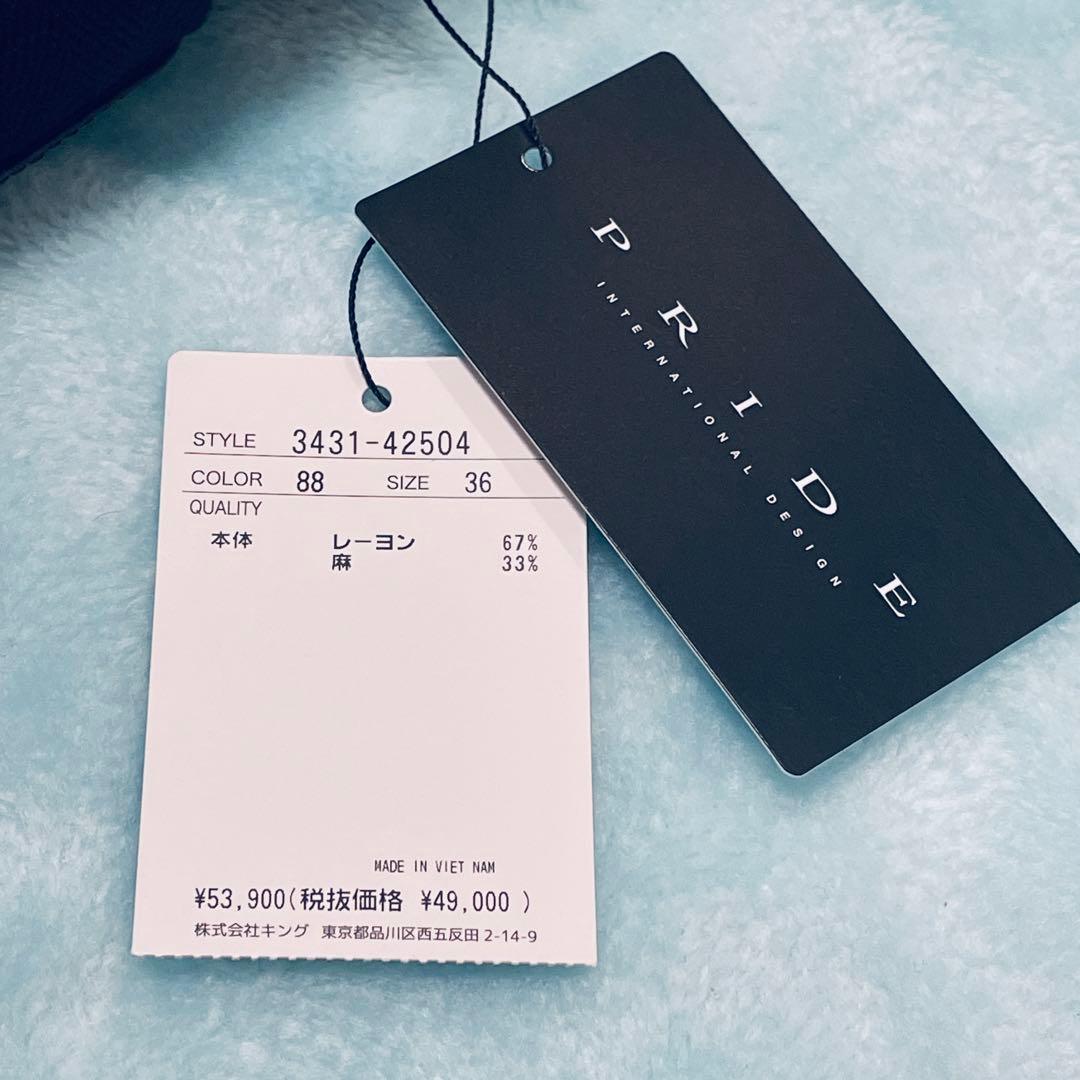 PRIDE
INTERNATIONAL DESIGN
STYLE 3431-42504
COLOR 88 SIZE 36
QUALITY
本体 レーヨン 67%
麻 33%
MADE IN VIET NAM
¥53,900(税抜価格 ¥49,000 )
株式会社キング 東京都品川区西五反田 2-14-9